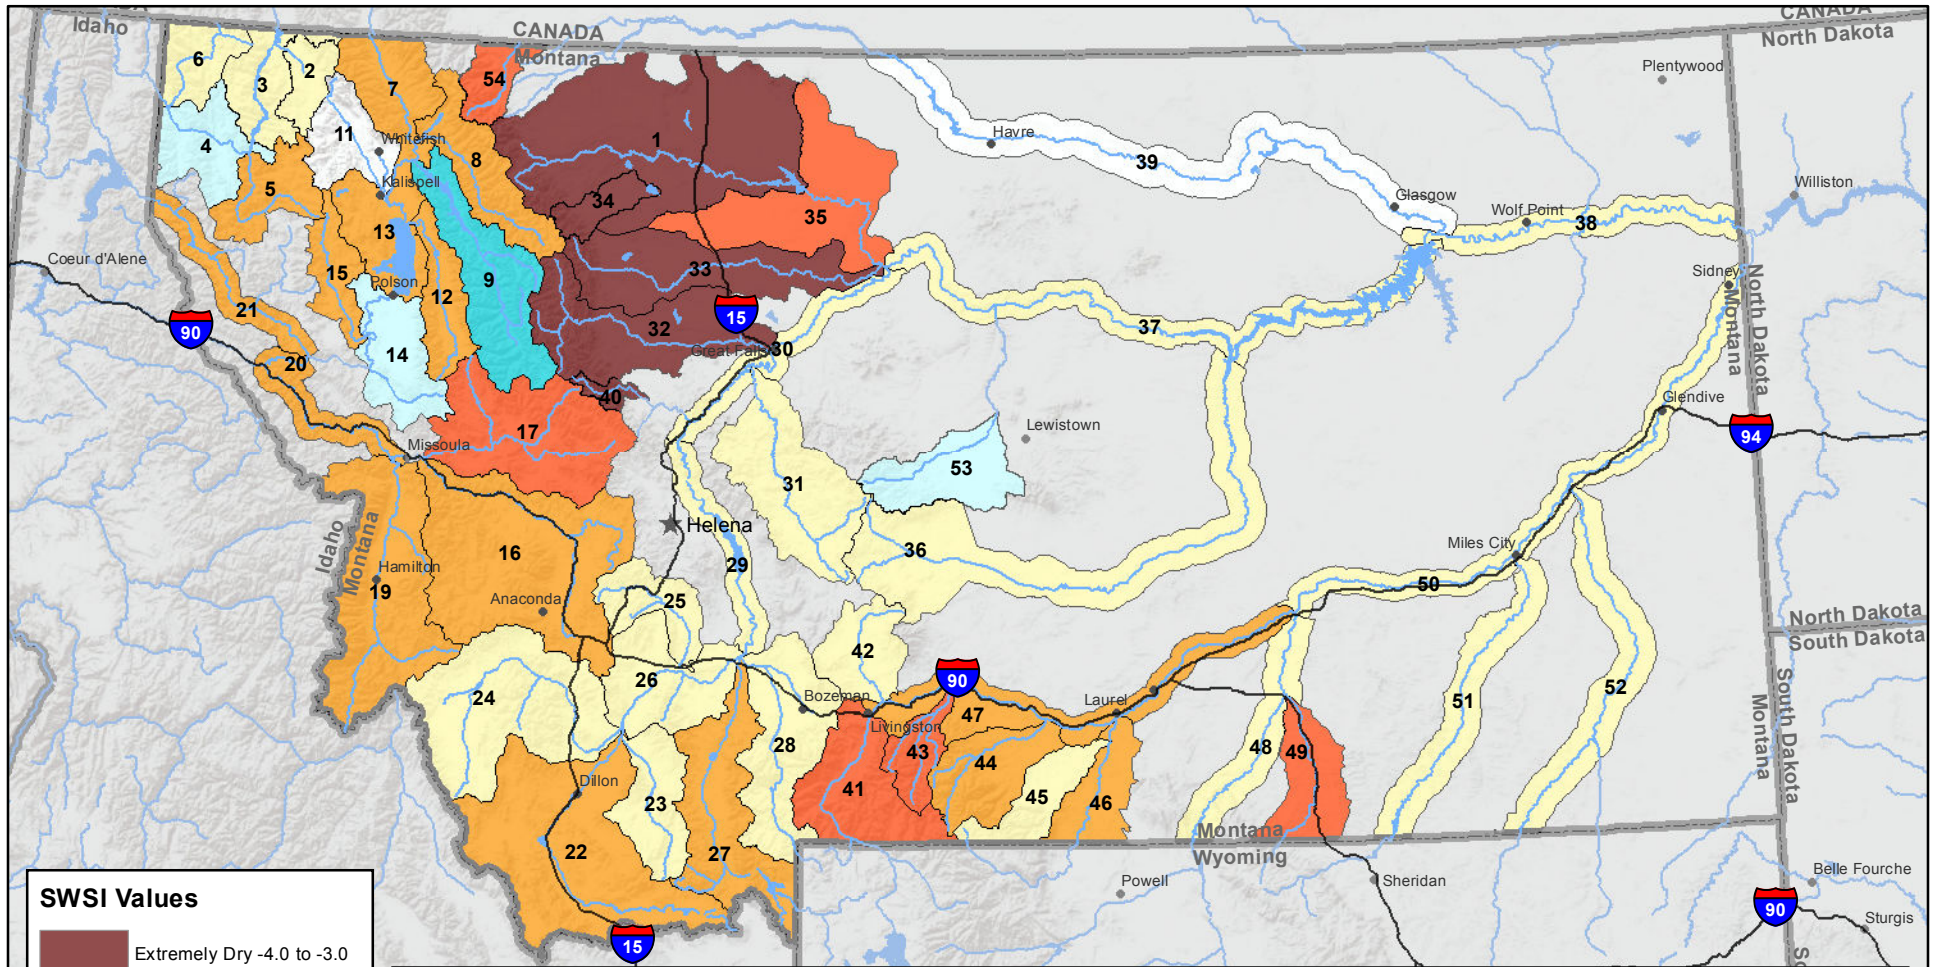 CANADA
Idaho
CANADA
Montana
CANADA
North Dakota
Plentywood
6
3
2
7
54
4
11
Whitefish
8
1
39
Havre
5
Kalispell
34
35
Glasgow
Wolf Point
38
Williston
Coeur d'Alene
13
15
Polson
12
9
33
Sidney
North Dakota
Montana
90
21
20
14
32
15
Great Falls
30
37
40
Glendive
94
17
Missoula
Lewistown
53
31
Idaho
Montana
Helena
16
36
Miles City
29
Hamilton
19
Anaconda
25
50
North Dakota
South Dakota
42
26
24
90
Bozeman
Livingston
Laurel
47
51
52
South Dakota
Montana
28
43
44
48
49
Dillon
23
41
45
46
22
27
Montana
Wyoming
Powell
Sheridan
Belle Fourche
90
Sturgis
15
SWSI Values
Extremely Dry -4.0 to -3.0